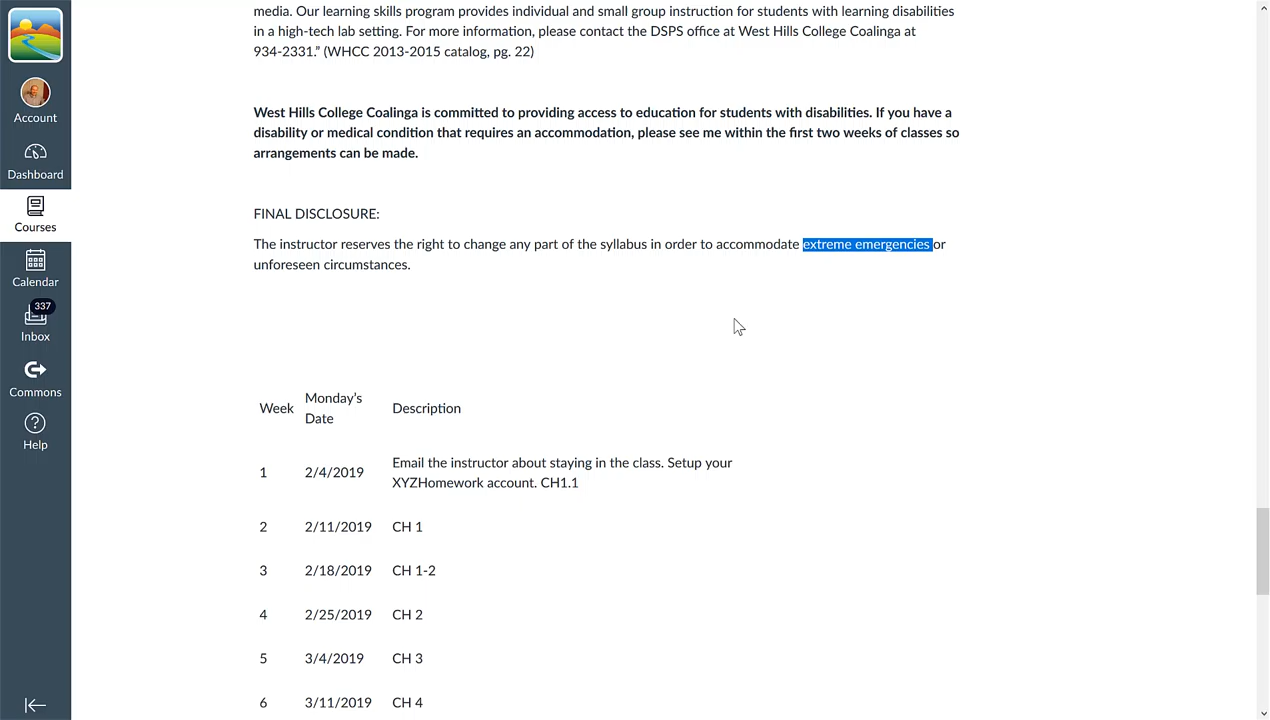 media. Our learning skills program provides individual and small group instruction for students with learning disabilities
in a high-tech lab setting. For more information, please contact the DSPS office at West Hills College Coalinga at
934-2331.” (WHCC 2013-2015 catalog, pg. 22)
West Hills College Coalinga is committed to providing access to education for students with disabilities. If you have a
disability or medical condition that requires an accommodation, please see me within the first two weeks of classes so
arrangements can be made.
FINAL DISCLOSURE:
The instructor reserves the right to change any part of the syllabus in order to accommodate extreme emergencies or
unforeseen circumstances.
Account
Dashboard
Courses
Calendar
337
Inbox
Commons
Help
Week Monday’s Date Description
1 2/4/2019 Email the instructor about staying in the class. Setup your
XYZHomework account. CH1.1
2 2/11/2019 CH 1
3 2/18/2019 CH 1-2
4 2/25/2019 CH 2
5 3/4/2019 CH 3
6 3/11/2019 CH 4